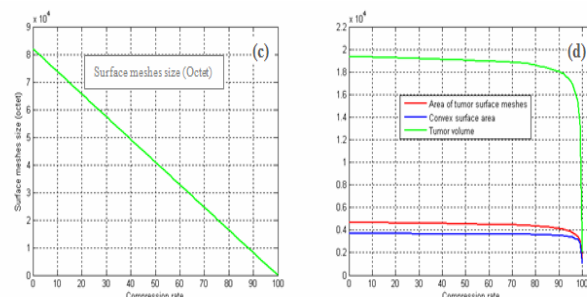 x 10^4
(c)
Surface meshes size (Octet)
Surface meshes size (octet)
9
8
7
6
5
4
3
2
1
0
0 10 20 30 40 50 60 70 80 90 100
Compression rate
x 10^4
(d)
2.2
2
1.8
1.6
1.4
1.2
1
0.8
0.6
0.4
0.2
0
Area of tumor surface meshes
Convex surface area
Tumor volume
0 10 20 30 40 50 60 70 80 90 100
Compression rate